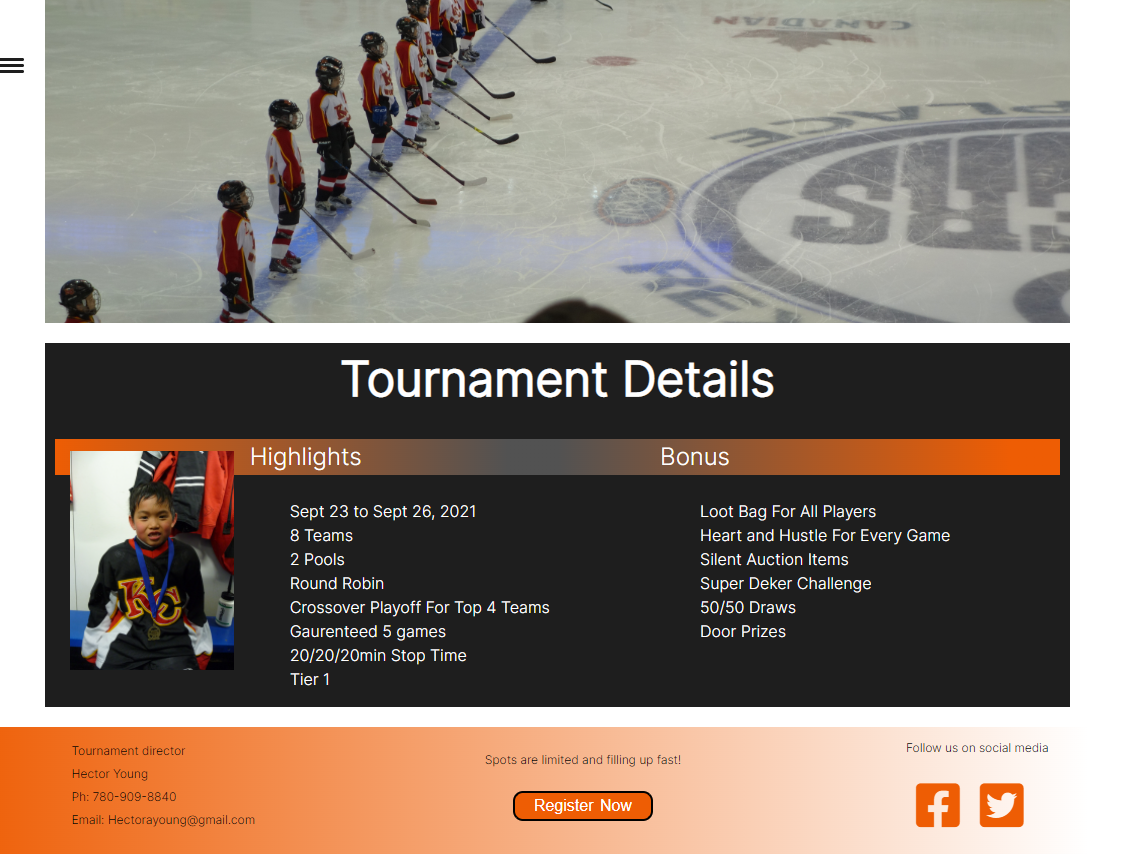 CANADIAN
PLACE
ERS
Tournament Details
Highlights
Bonus
Sept 23 to Sept 26, 2021
8 Teams
2 Pools
Round Robin
Crossover Playoff For Top 4 Teams
Gaurenteed 5 games
20/20/20min Stop Time
Tier 1
Loot Bag For All Players
Heart and Hustle For Every Game
Silent Auction Items
Super Deker Challenge
50/50 Draws
Door Prizes
KC
Tournament director
Hector Young
Ph: 780-909-8840
Email: Hectorayoung@gmail.com
Spots are limited and filling up fast!
Register Now
Follow us on social media